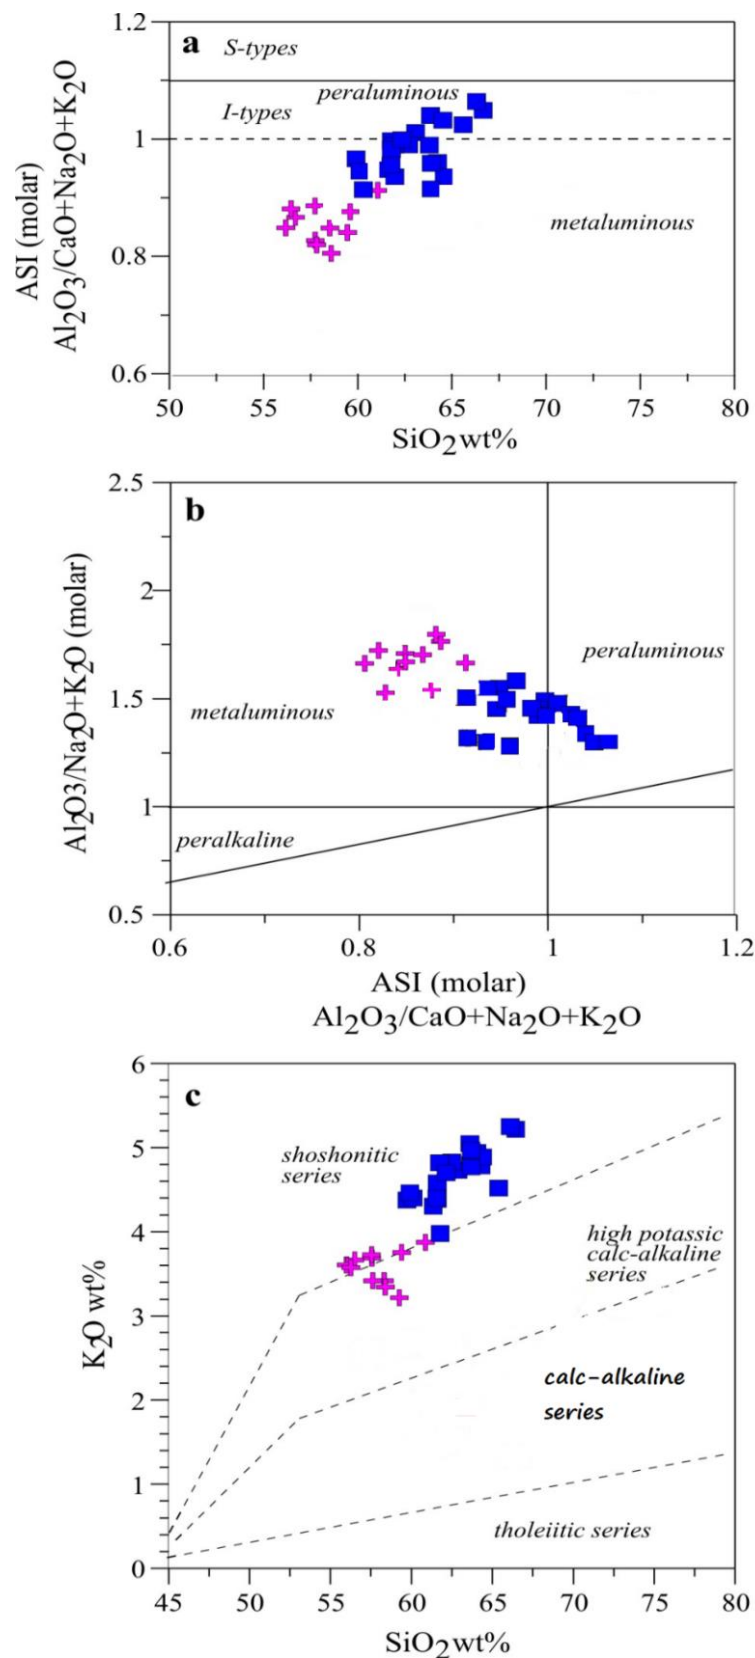 1.2
a
S-types
peraluminous
I-types
1
metaluminous
0.8
0.6
ASI (molar)
Al2O3/CaO+Na2O+K2O
50 55 60 65 70 75 80
SiO2wt%
2.5
b
2
peraluminous
1.5
metaluminous
1
peralkaline
0.5
Al2O3/Na2O+K2O (molar)
0.6 0.8 1 1.2
ASI (molar)
Al2O3/CaO+Na2O+K2O
6
c
5
shoshonitic
series
4
high potassic
calc-alkaline
series
3
calc-alkaline
series
2
1
tholeiitic series
0
K2O wt%
45 50 55 60 65 70 75 80
SiO2wt%